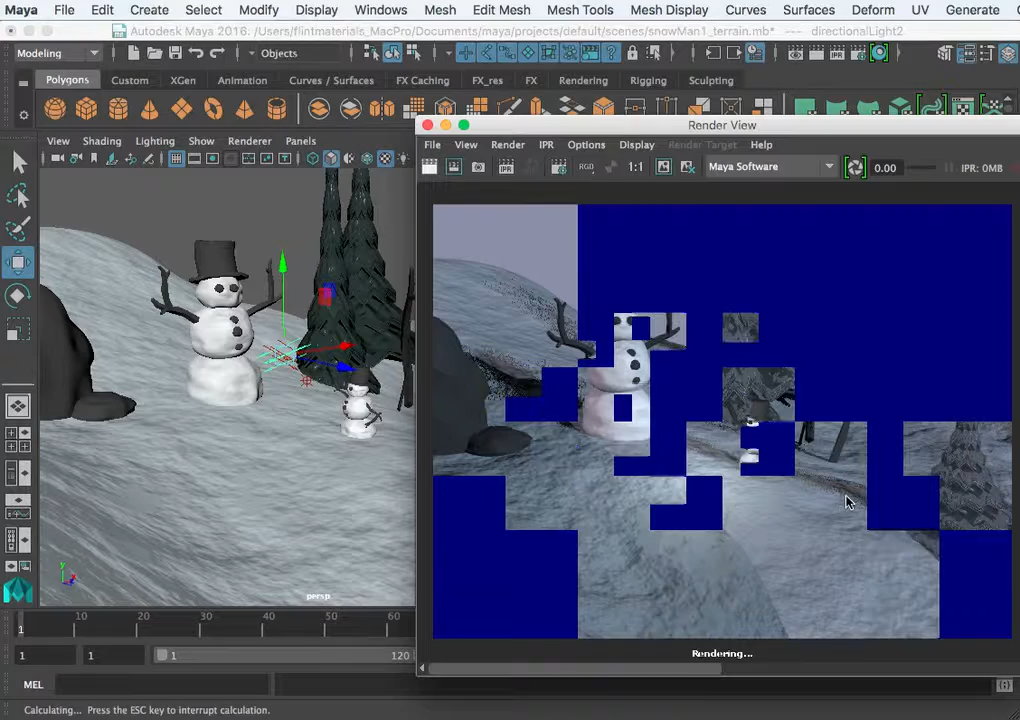 Maya File Edit Create Select Modify Display Windows Mesh Edit Mesh Mesh Tools Mesh Display Curves Surfaces Deform UV Generate
Autodesk Maya 2016: /Users/flintmaterials_MacPro/Documents/maya/projects/default/scenes/snowMan1_terrain.mb* --- directionalLight2
Modeling Objects
Polygons Custom XGen Animation Curves / Surfaces FX Caching FX_res FX Rendering Rigging Sculpting
View Shading Lighting Show Renderer Panels
Render View
File View Render IPR Options Display Render Target Help
IPR RGB 1:1 Maya Software 0.00 IPR: 0MB
y
persp
Rendering...
10 20 30 40 50 60
1
1 1 1 120
MEL
Calculating... Press the ESC key to interrupt calculation.